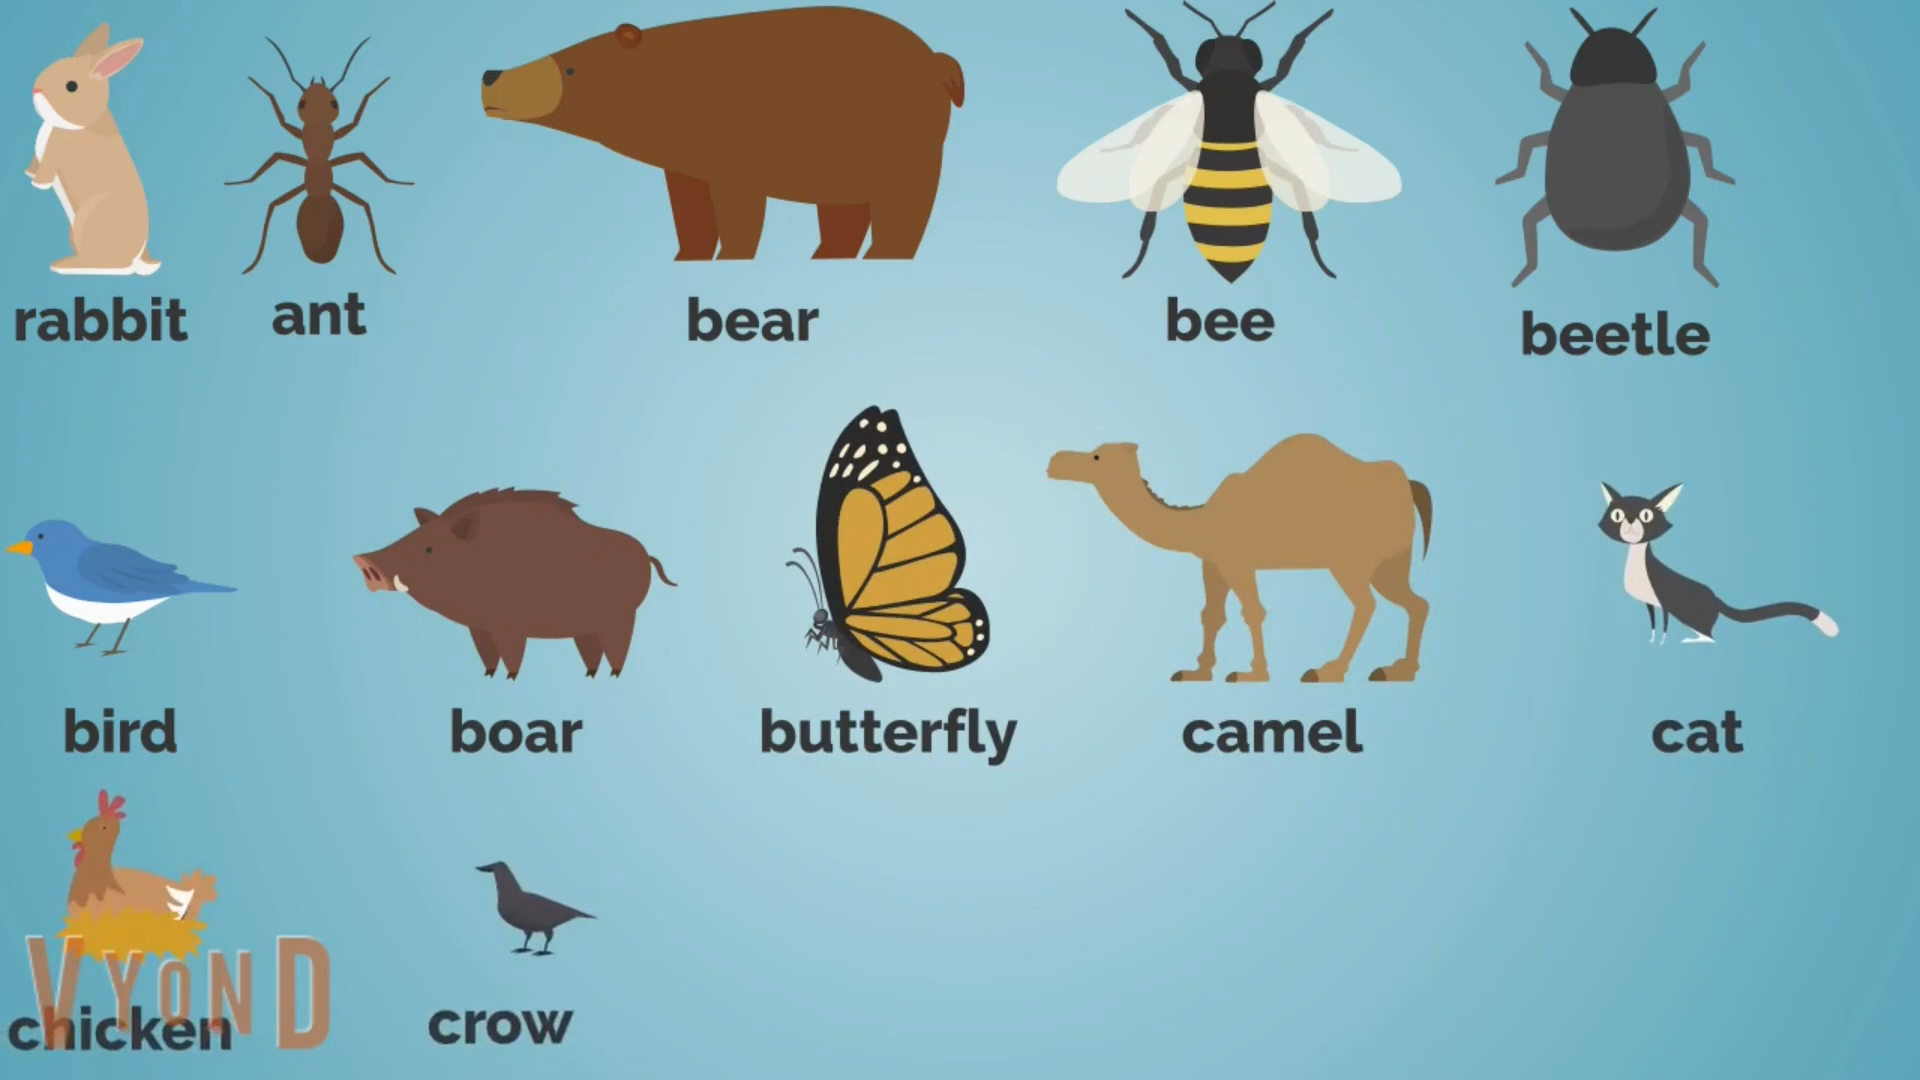 rabbit
ant
bear
bee
beetle
bird
boar
butterfly
camel
cat
chicken
crow
VYOND